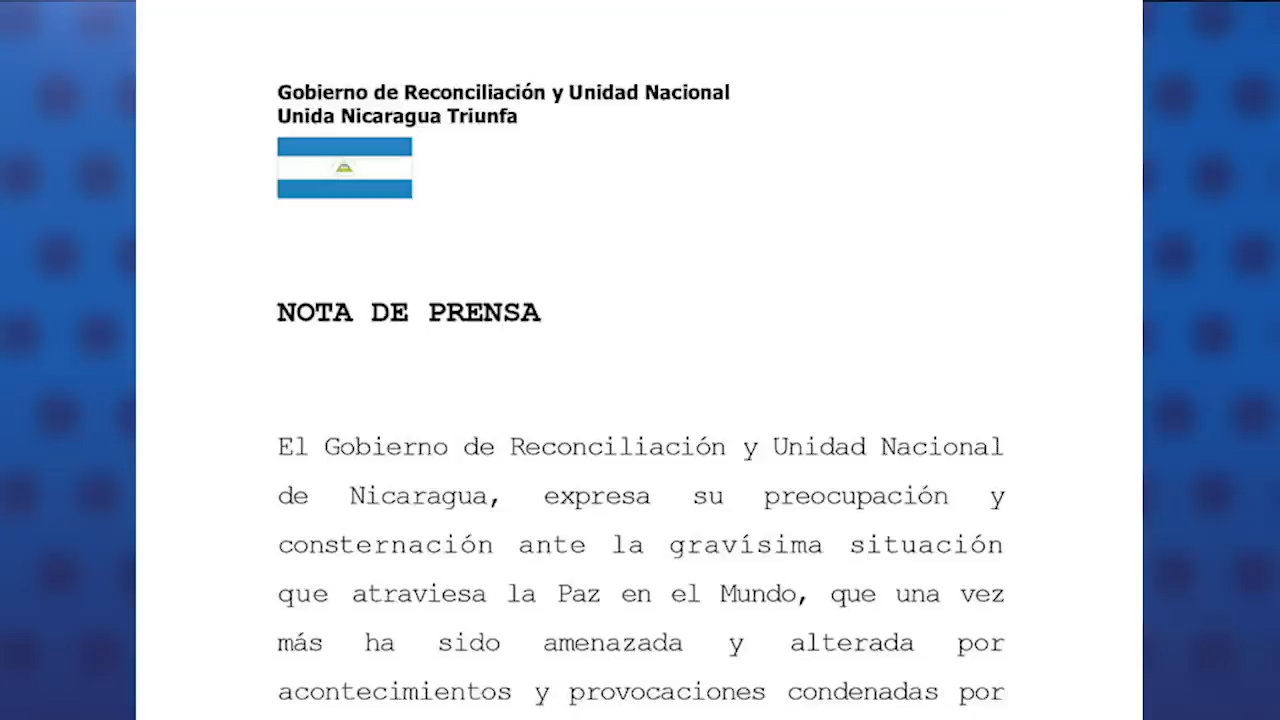 Gobierno de Reconciliación y Unidad Nacional
Unida Nicaragua Triunfa
NOTA DE PRENSA
El Gobierno de Reconciliación y Unidad Nacional
de Nicaragua, expresa su preocupación y
consternación ante la gravísima situación
que atraviesa la Paz en el Mundo, que una vez
más ha sido amenazada y alterada por
acontecimientos y provocaciones condenadas por